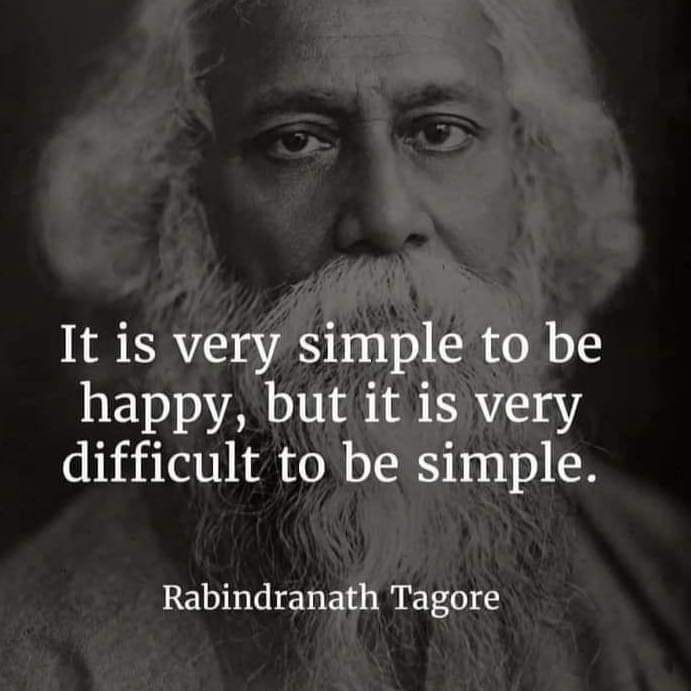 It is very simple to be
happy, but it is very
difficult to be simple.
Rabindranath Tagore